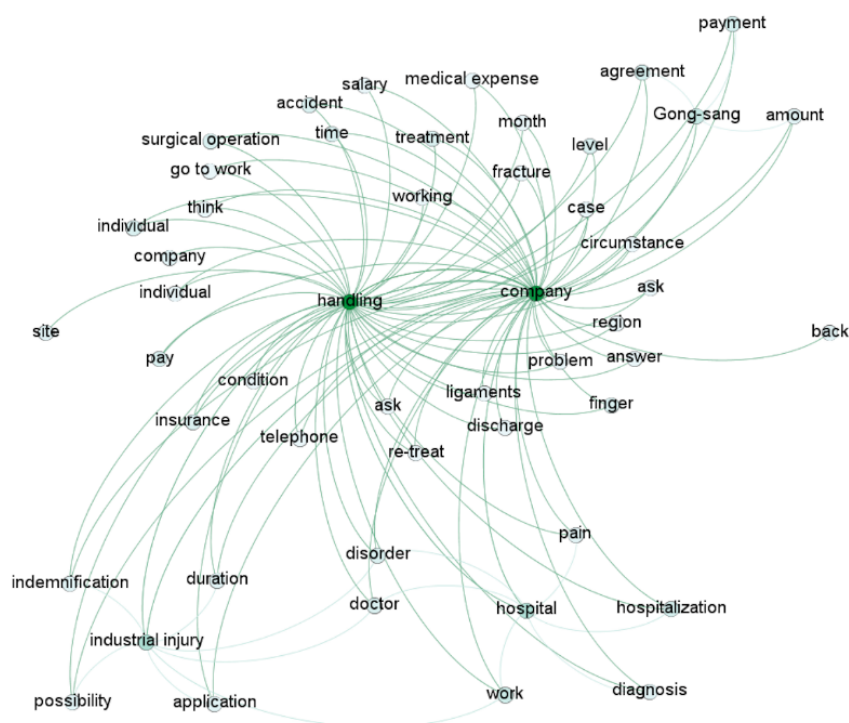 payment
agreement
salary
medical expense
accident
Gong-sang
amount
time
treatment
month
surgical operation
level
go to work
fracture
think
working
individual
case
company
circumstance
individual
handling
company
ask
site
region
back
pay
problem
answer
condition
ligaments
insurance
ask
finger
telephone
discharge
re-treat
pain
disorder
indemnification
duration
doctor
hospital
hospitalization
industrial injury
possibility
application
work
diagnosis